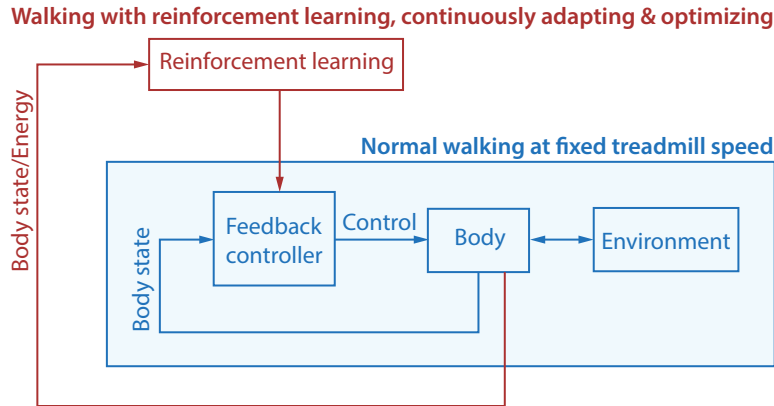 Walking with reinforcement learning, continuously adapting & optimizing
Reinforcement learning
Body state/Energy
Normal walking at fixed treadmill speed
Body state
Feedback
controller
Control
Body
Environment